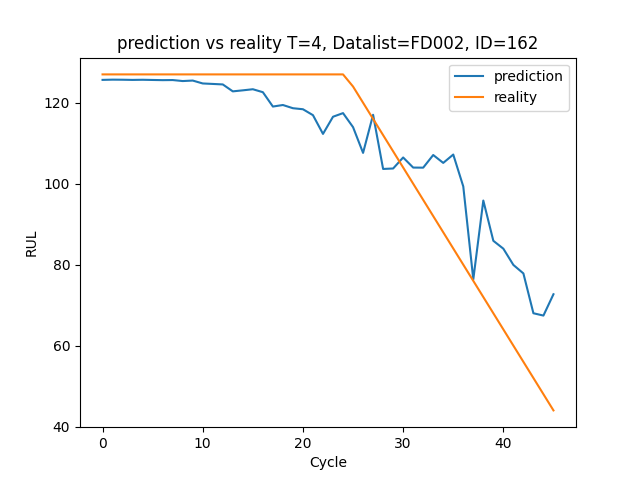 prediction vs reality T=4, Datalist=FD002, ID=162
prediction
reality
RUL
120
100
80
60
40
0 10 20 30 40
Cycle